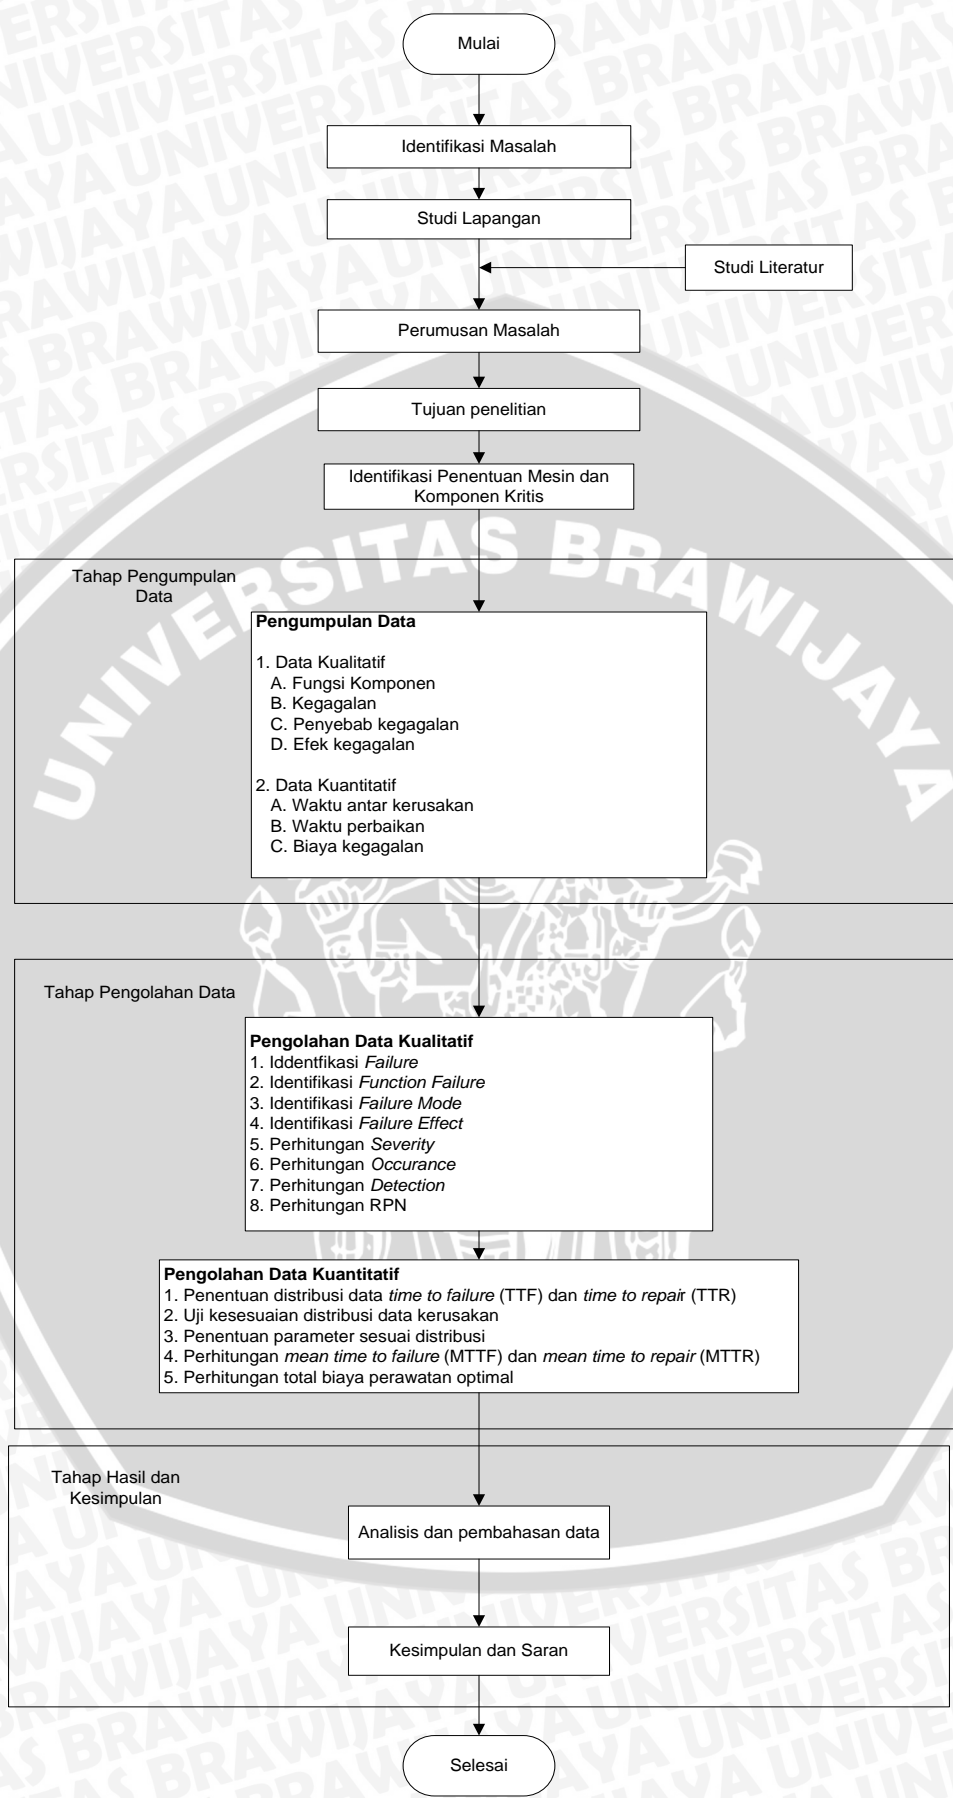 Mulai
Identifikasi Masalah
Studi Lapangan
Studi Literatur
Perumusan Masalah
Tujuan penelitian
Identifikasi Penentuan Mesin dan
Komponen Kritis
UNIVERSITAS BRAWIJAYA
Tahap Pengumpulan
Data
Pengumpulan Data
1. Data Kualitatif
A. Fungsi Komponen
B. Kegagalan
C. Penyebab kegagalan
D. Efek kegagalan
2. Data Kuantitatif
A. Waktu antar kerusakan
B. Waktu perbaikan
C. Biaya kegagalan
Tahap Pengolahan Data
Pengolahan Data Kualitatif
1. Iddentfikasi Failure
2. Identifikasi Function Failure
3. Identifikasi Failure Mode
4. Identifikasi Failure Effect
5. Perhitungan Severity
6. Perhitungan Occurance
7. Perhitungan Detection
8. Perhitungan RPN
Pengolahan Data Kuantitatif
1. Penentuan distribusi data time to failure (TTF) dan time to repair (TTR)
2. Uji kesesuaian distribusi data kerusakan
3. Penentuan parameter sesuai distribusi
4. Perhitungan mean time to failure (MTTF) dan mean time to repair (MTTR)
5. Perhitungan total biaya perawatan optimal
Tahap Hasil dan
Kesimpulan
Analisis dan pembahasan data
Kesimpulan dan Saran
Selesai